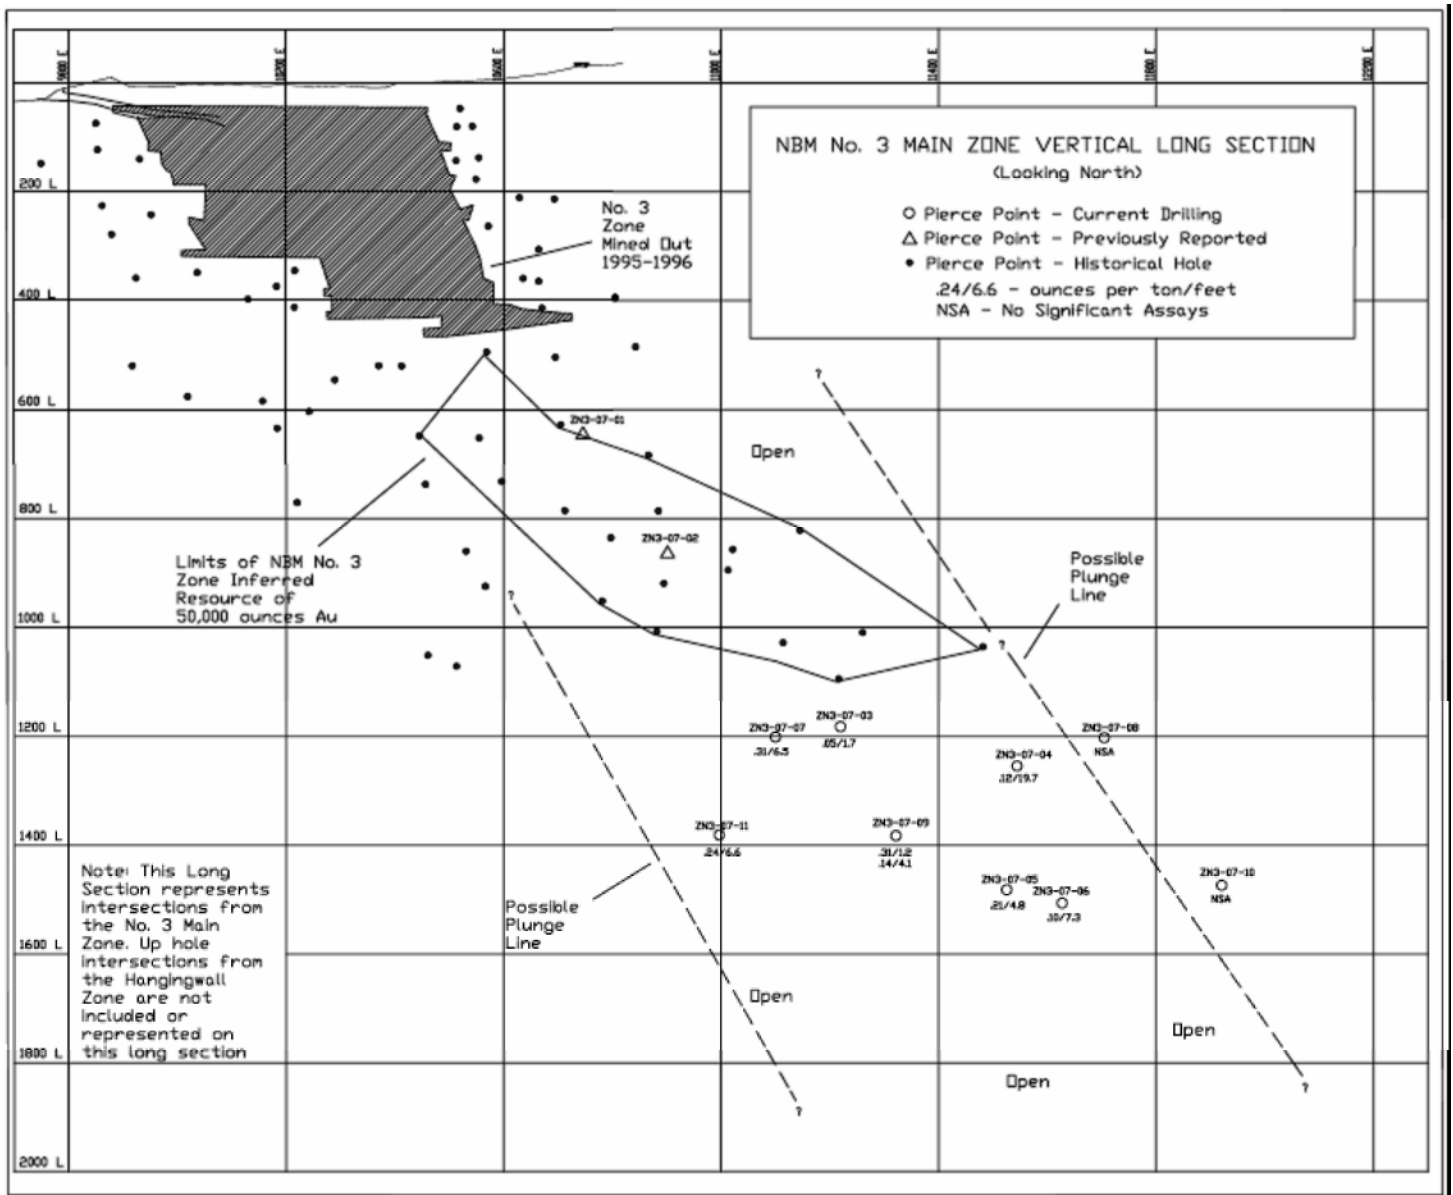 9800 E
10200 E
10600 E
11000 E
11400 E
11800 E
12200 E
NBM No. 3 MAIN ZONE VERTICAL LONG SECTION
(Looking North)
Pierce Point - Current Drilling
Pierce Point - Previously Reported
Pierce Point - Historical Hole
.24/6.6 - ounces per ton/feet
NSA - No Significant Assays
200 L
No. 3
Zone
Mined Out
1995-1996
400 L
?
600 L
ZN3-07-01
Open
800 L
ZN3-07-02
Limits of NBM No. 3
Zone Inferred
Resource of
50,000 ounces Au
Possible
Plunge
Line
?
1000 L
?
ZN3-07-03
.05/1.7
ZN3-07-07
.31/6.5
ZN3-07-08
NSA
1200 L
ZN3-07-04
.12/19.7
ZN3-07-11
.24/6.6
ZN3-07-09
.31/1.2
.14/4.1
1400 L
ZN3-07-05
.21/4.8
ZN3-07-06
.10/7.3
ZN3-07-10
NSA
Note: This Long
Section represents
intersections from
the No. 3 Main
Zone. Up hole
intersections from
the Hangingwall
Zone are not
included or
represented on
this long section
Possible
Plunge
Line
1600 L
Open
Open
1800 L
Open
?
?
2000 L